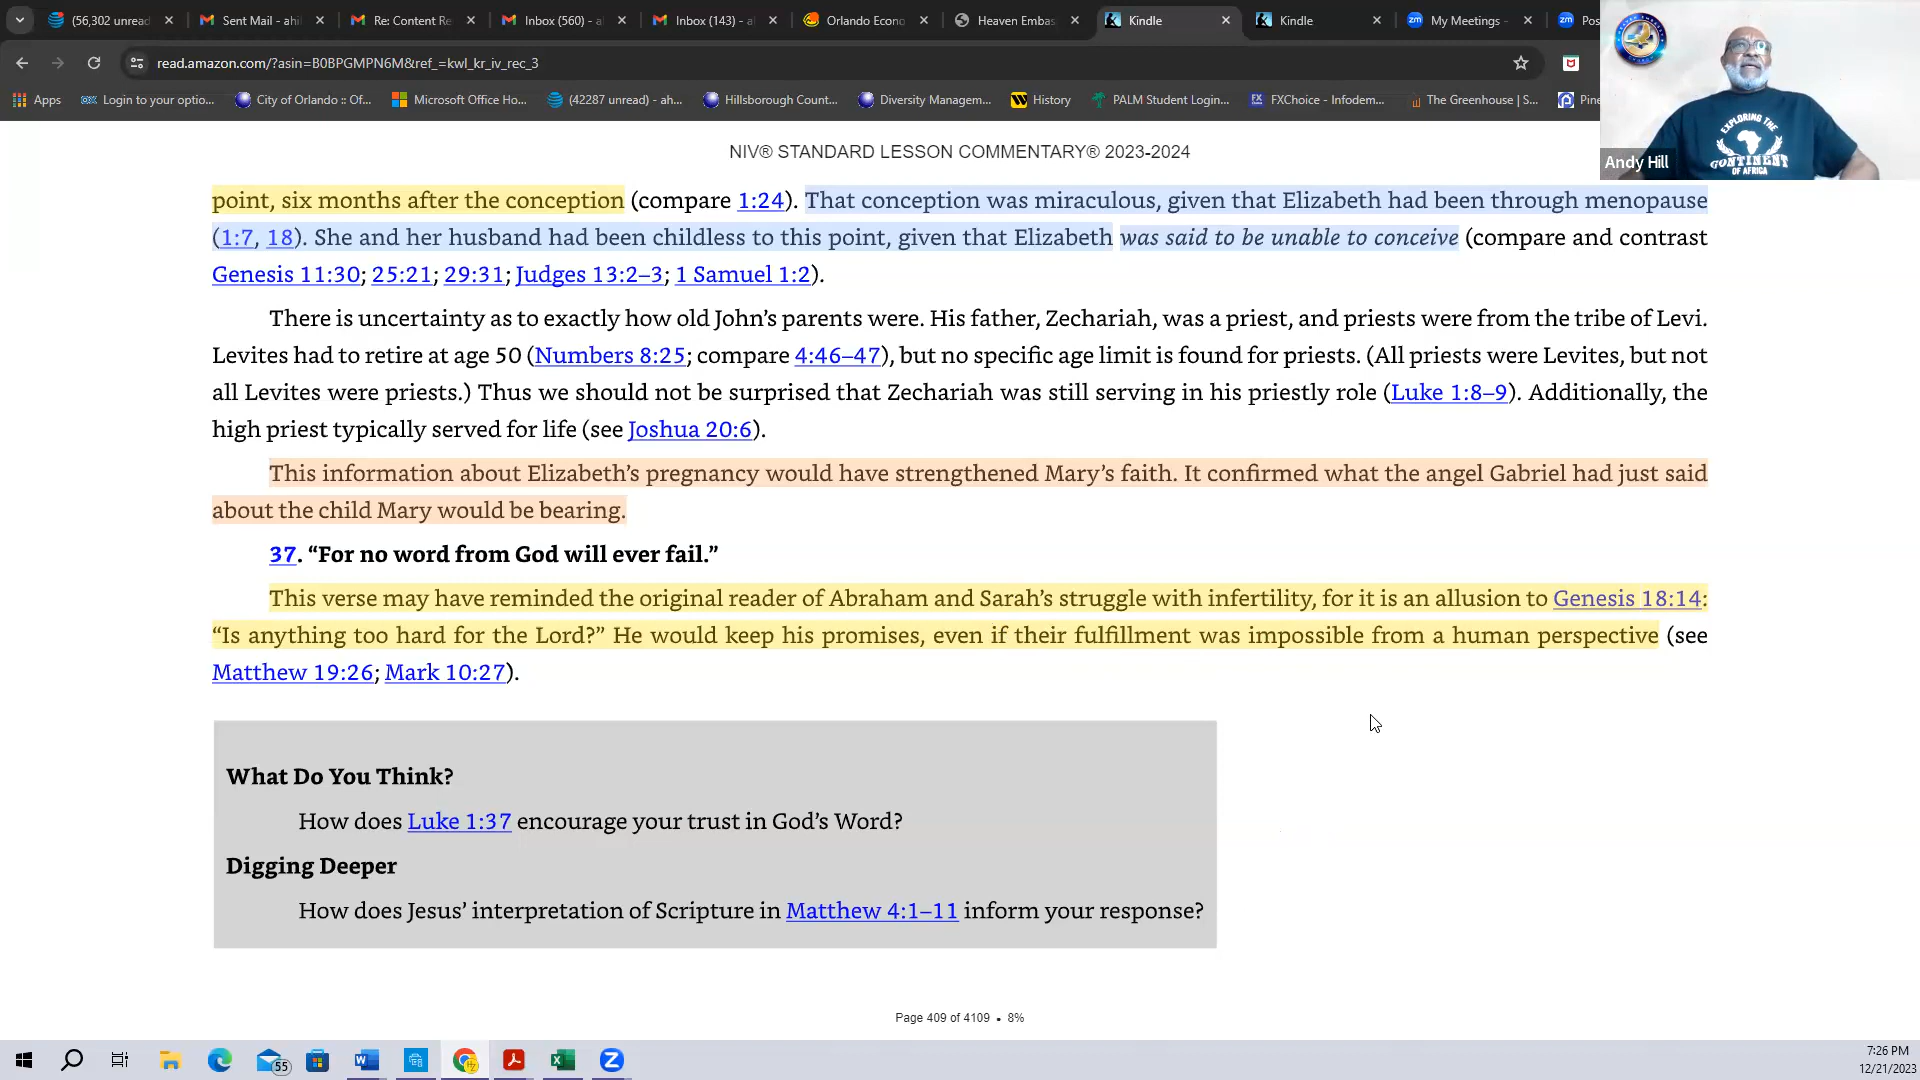 (56,302 unread
Sent Mail - ahil
Re: Content Re
Inbox (560) - a
Inbox (143) - a
Orlando Econo
Heaven Embas
Kindle
Kindle
My Meetings -
Pos
read.amazon.com/?asin=B0BPGMPN6M&ref_=kwl_kr_iv_rec_3
Apps
Login to your optio...
City of Orlando :: Of...
Microsoft Office Ho...
(42287 unread) - ah...
Hillsborough Count...
Diversity Managem...
History
PALM Student Login...
FXChoice - Infodem...
The Greenhouse | S...
Pine
EXPLORING THE
CONTINENT
OF AFRICA
Andy Hill
NIV® STANDARD LESSON COMMENTARY® 2023-2024
point, six months after the conception (compare 1:24). That conception was miraculous, given that Elizabeth had been through menopause
(1:7, 18). She and her husband had been childless to this point, given that Elizabeth was said to be unable to conceive (compare and contrast
Genesis 11:30; 25:21; 29:31; Judges 13:2–3; 1 Samuel 1:2).
There is uncertainty as to exactly how old John’s parents were. His father, Zechariah, was a priest, and priests were from the tribe of Levi.
Levites had to retire at age 50 (Numbers 8:25; compare 4:46–47), but no specific age limit is found for priests. (All priests were Levites, but not
all Levites were priests.) Thus we should not be surprised that Zechariah was still serving in his priestly role (Luke 1:8–9). Additionally, the
high priest typically served for life (see Joshua 20:6).
This information about Elizabeth’s pregnancy would have strengthened Mary’s faith. It confirmed what the angel Gabriel had just said
about the child Mary would be bearing.
37. “For no word from God will ever fail.”
This verse may have reminded the original reader of Abraham and Sarah’s struggle with infertility, for it is an allusion to Genesis 18:14:
“Is anything too hard for the Lord?” He would keep his promises, even if their fulfillment was impossible from a human perspective (see
Matthew 19:26; Mark 10:27).
What Do You Think?
How does Luke 1:37 encourage your trust in God’s Word?
Digging Deeper
How does Jesus’ interpretation of Scripture in Matthew 4:1–11 inform your response?
Page 409 of 4109 • 8%
55
7:26 PM
12/21/2023